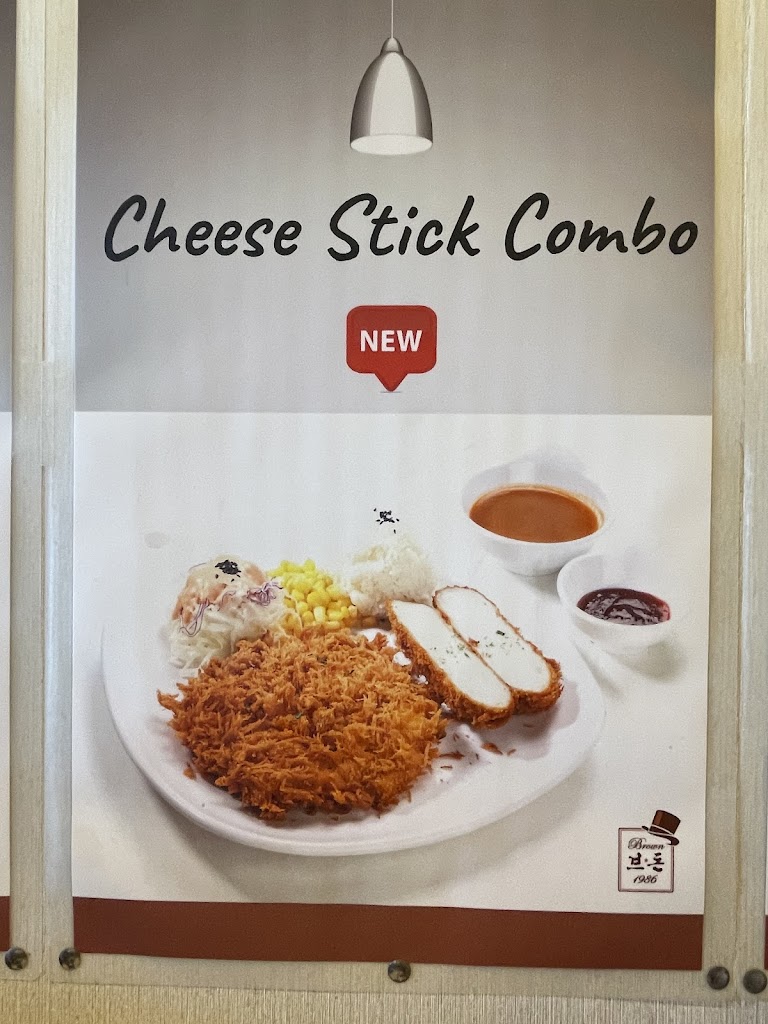 Cheese Stick Combo
NEW
Brown
브돈
1986